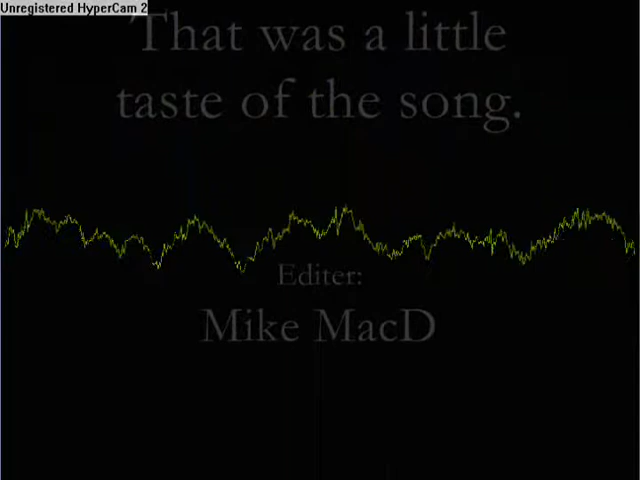 Unregistered HyperCam 2
That was a little
taste of the song.
Editer:
Mike MacD